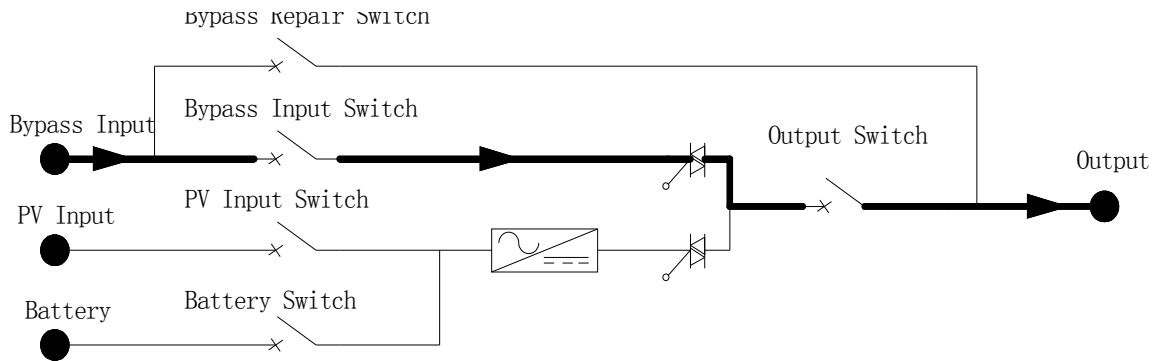 Bypass Repair Switch
Bypass Input Switch
Bypass Input
Output Switch
Output
PV Input Switch
PV Input
Battery Switch
Battery